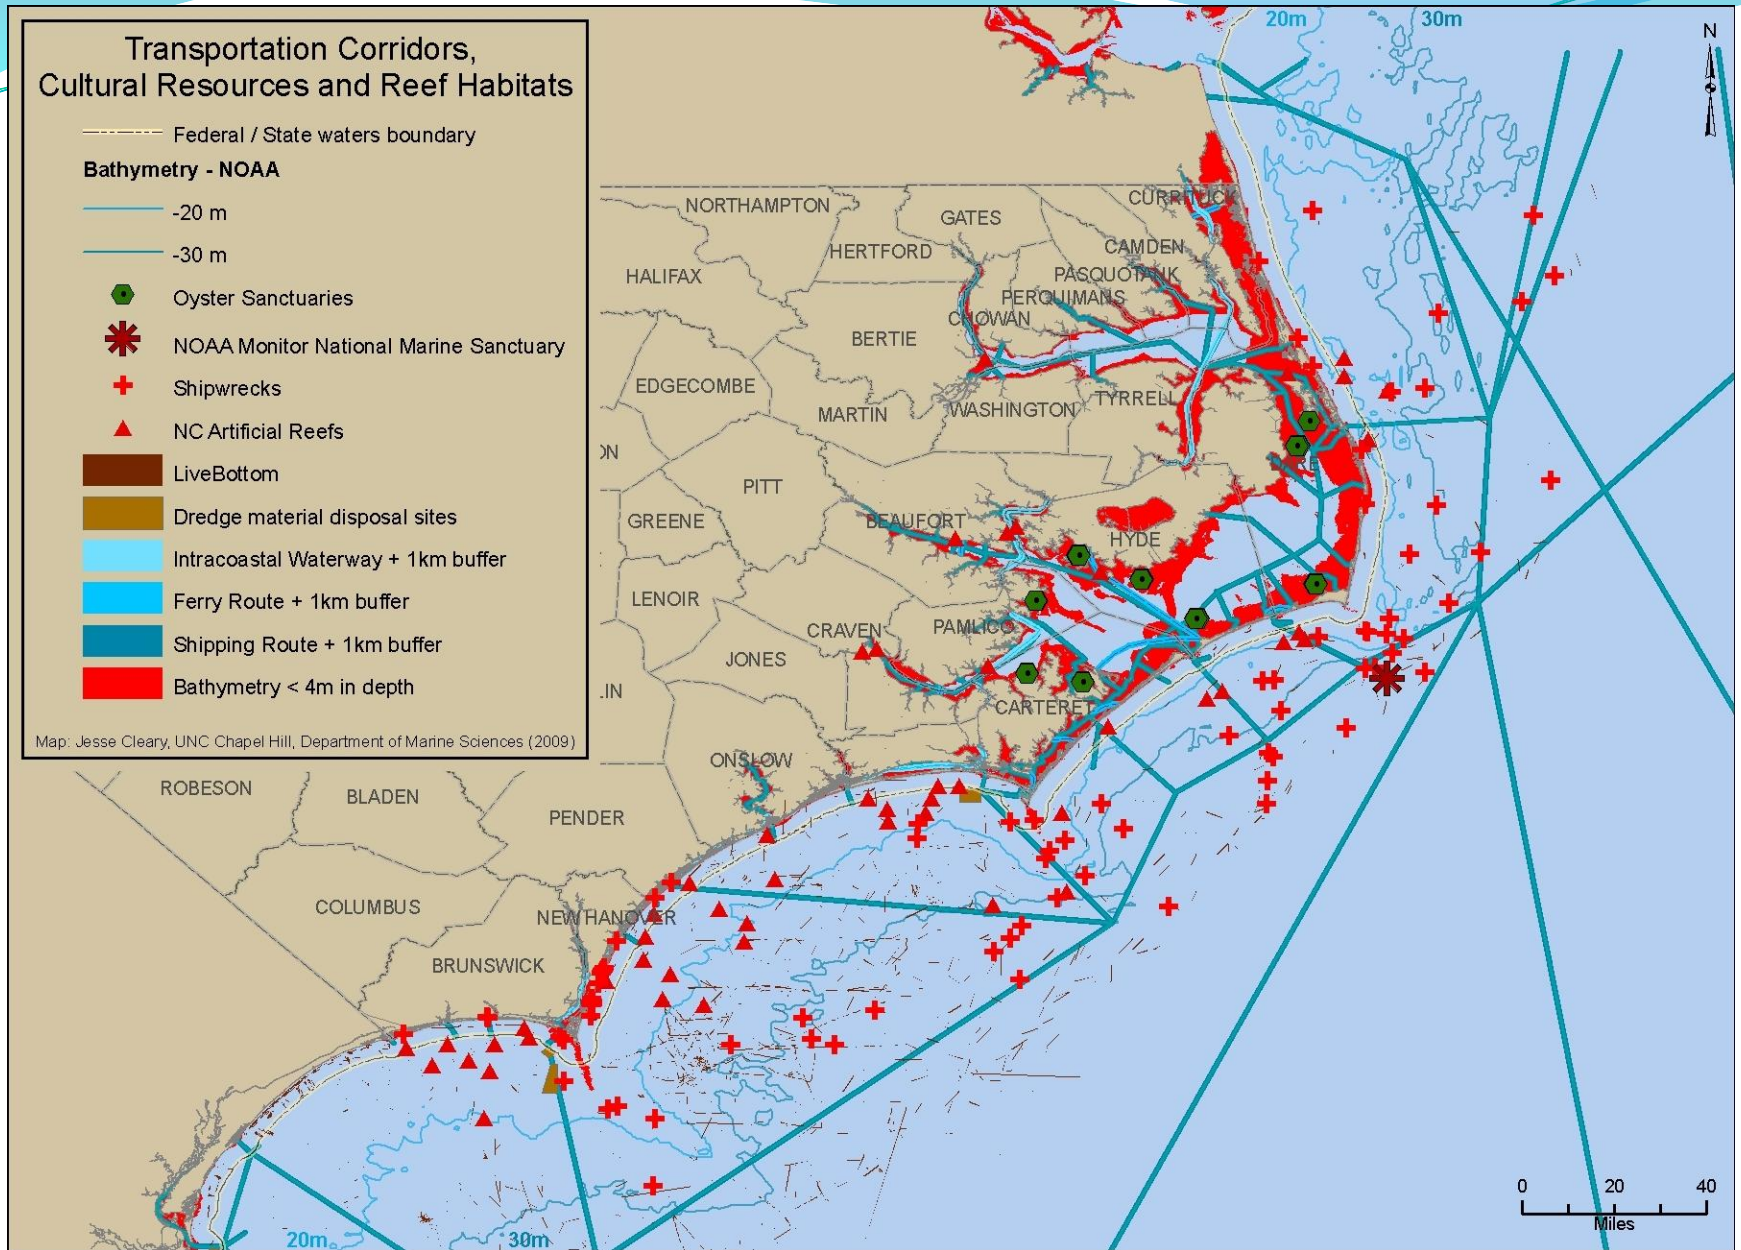 Transportation Corridors,
Cultural Resources and Reef Habitats
Federal / State waters boundary
Bathymetry - NOAA
-20 m
-30 m
Oyster Sanctuaries
NOAA Monitor National Marine Sanctuary
Shipwrecks
NC Artificial Reefs
LiveBottom
Dredge material disposal sites
Intracoastal Waterway + 1km buffer
Ferry Route + 1km buffer
Shipping Route + 1km buffer
Bathymetry < 4m in depth
Map: Jesse Cleary, UNC Chapel Hill, Department of Marine Sciences (2009)
20m
30m
N
NORTHAMPTON
GATES
CURRITUCK
HERTFORD
CAMDEN
HALIFAX
PASQUOTANK
PERQUIMANS
CHOWAN
BERTIE
EDGECOMBE
MARTIN
WASHINGTON
TYRRELL
ON
PITT
GREENE
BEAUFORT
HYDE
LENOIR
CRAVEN
PAMLICO
JONES
LIN
CARTERET
ONSLOW
ROBESON
BLADEN
PENDER
COLUMBUS
NEW HANOVER
BRUNSWICK
20m
30m
0
20
40
Miles